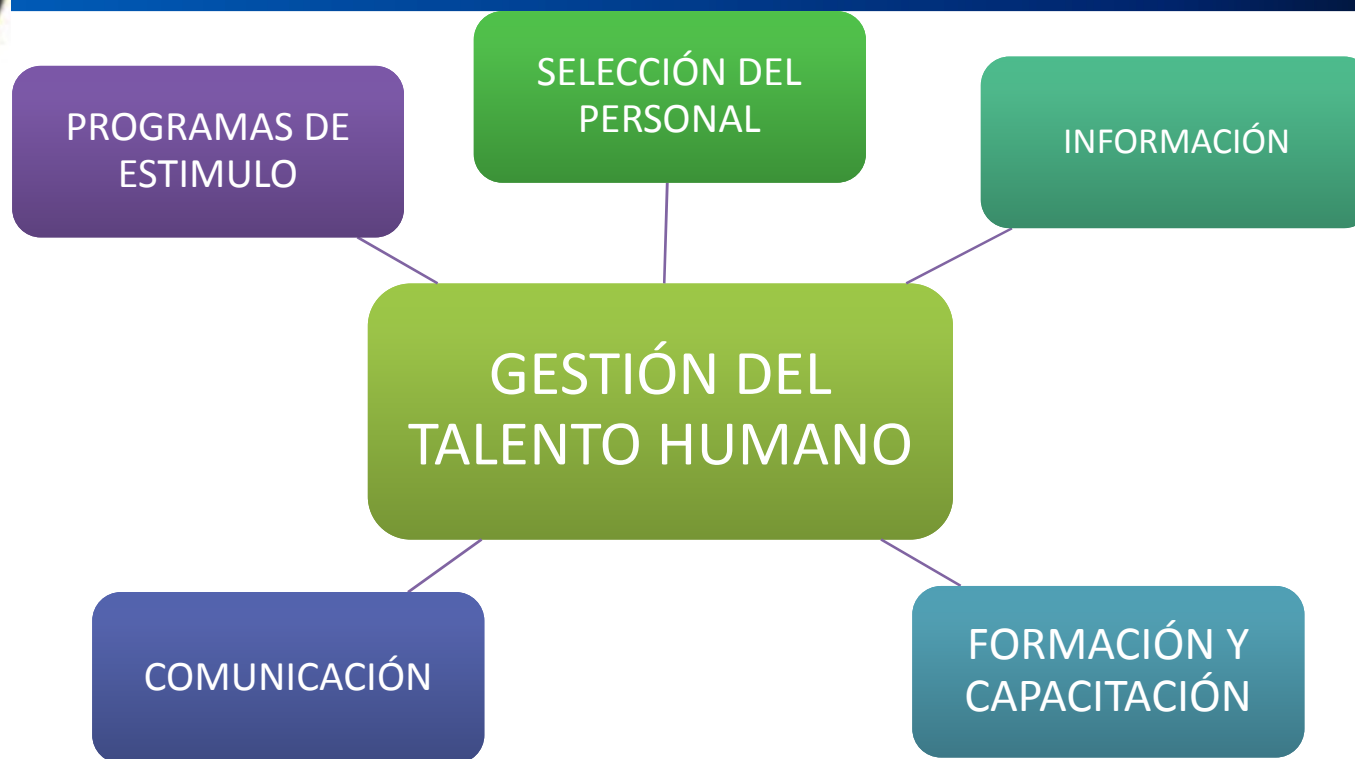 PROGRAMAS DE
ESTIMULO
SELECCIÓN DEL
PERSONAL
INFORMACIÓN
GESTIÓN DEL
TALENTO HUMANO
COMUNICACIÓN
FORMACIÓN Y
CAPACITACIÓN